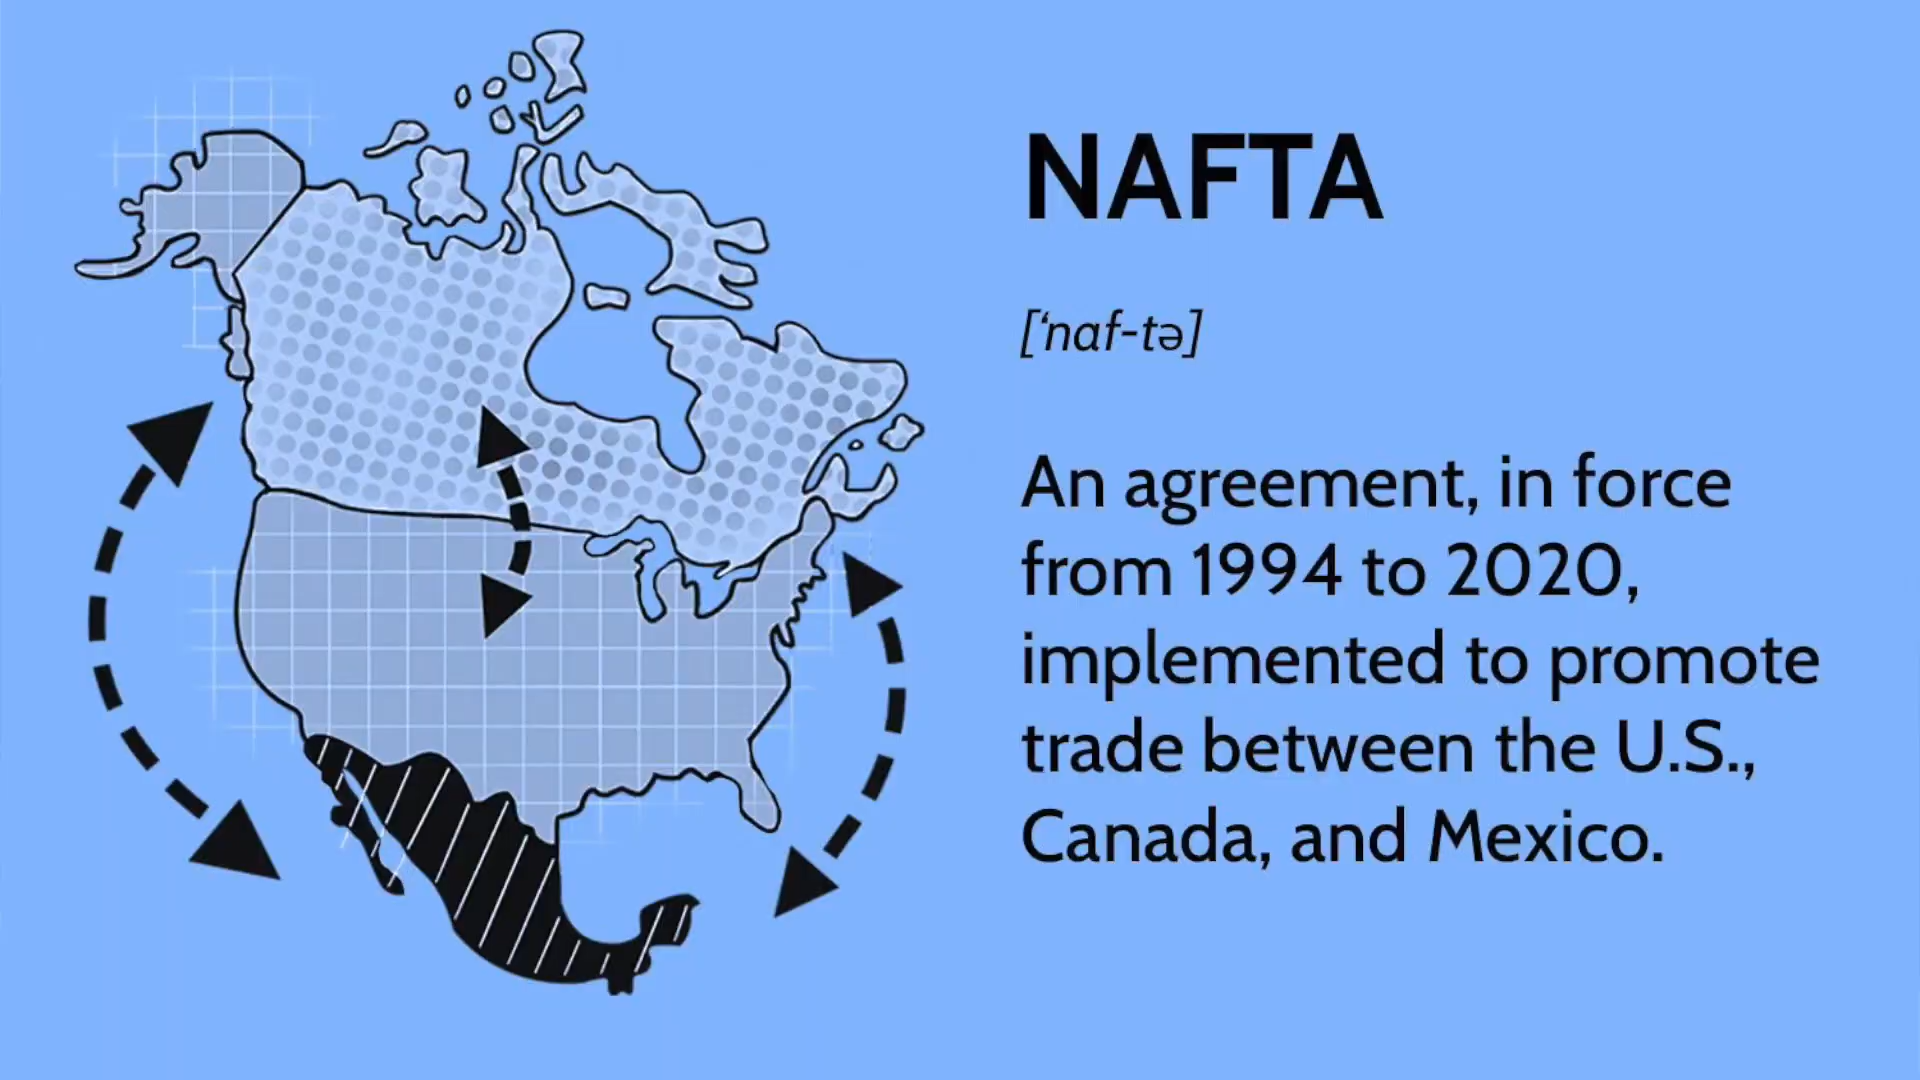 NAFTA
[‘naf-tə]
An agreement, in force
from 1994 to 2020,
implemented to promote
trade between the U.S.,
Canada, and Mexico.